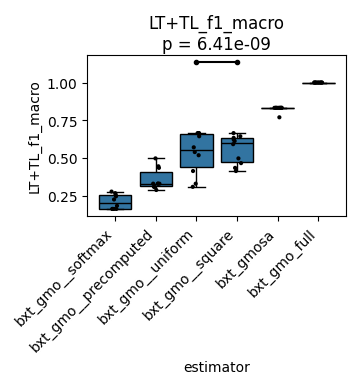 LT+TL_f1_macro
p = 6.41e-09
LT+TL_f1_macro
1.00
0.75
0.50
0.25
bxt_gmo__softmax
bxt_gmo__precomputed
bxt_gmo__uniform
bxt_gmo__square
bxt_gmosa
bxt_gmo_full
estimator